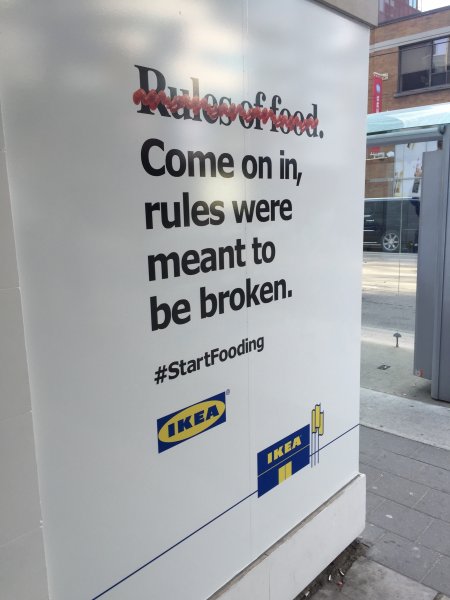 Rules of food.
Come on in,
rules were
meant to
be broken.
#StartFooding
IKEA®
IKEA